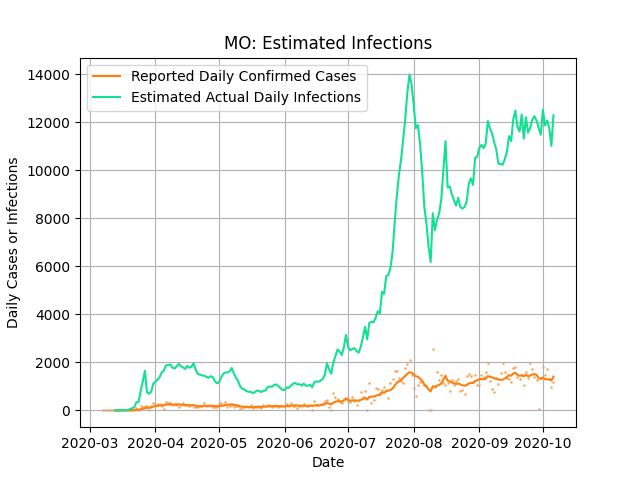 MO: Estimated Infections
Reported Daily Confirmed Cases
Estimated Actual Daily Infections
Daily Cases or Infections
14000
12000
10000
8000
6000
4000
2000
0
2020-03 2020-04 2020-05 2020-06 2020-07 2020-08 2020-09 2020-10
Date